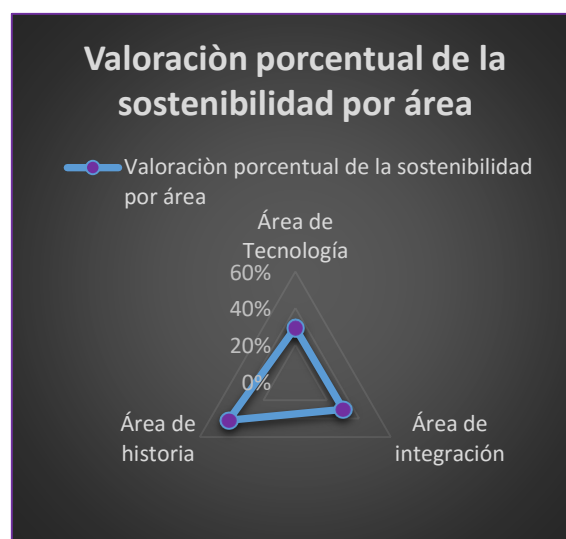 Valoraciòn porcentual de la
sostenibilidad por área
Valoraciòn porcentual de la sostenibilidad
por área
Área de
Tecnología
60%
40%
20%
0%
Área de
historia
Área de
integración